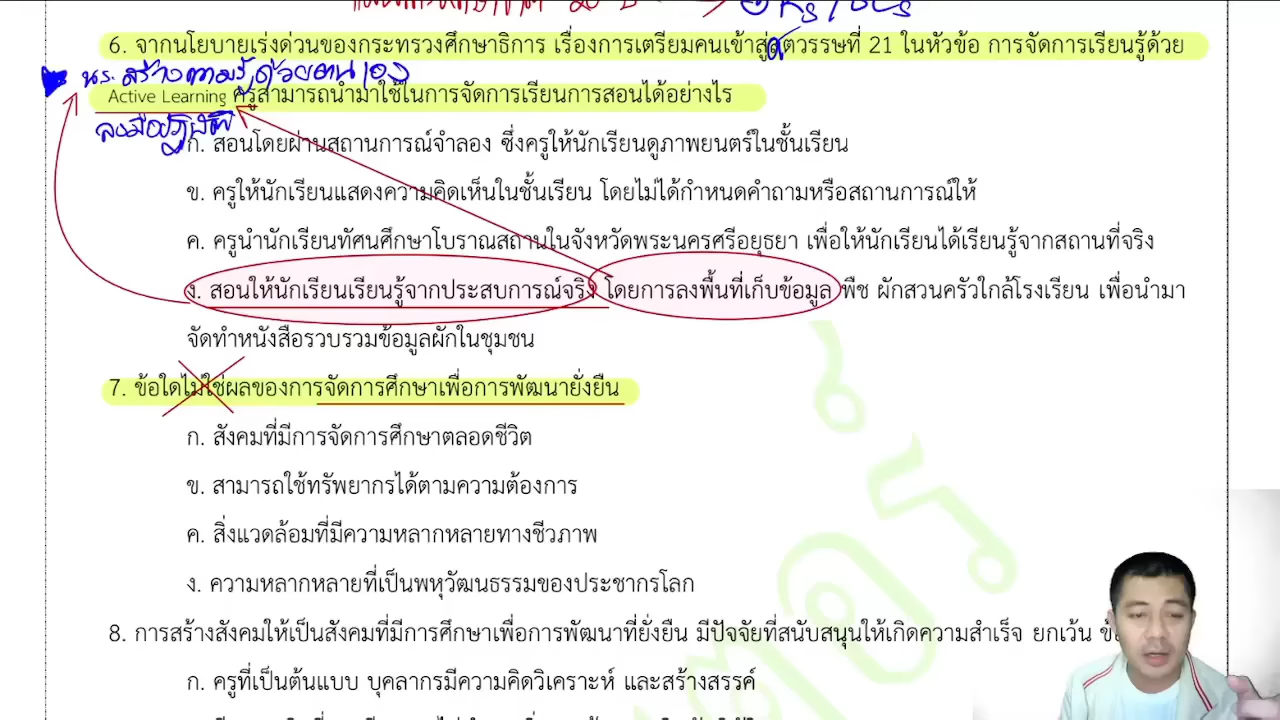 6. จากนโยบายเร่งด่วนของกระทรวงศึกษาธิการ เรื่องการเตรียมคนเข้าสู่ศตวรรษที่ 21 ในหัวข้อ การจัดการเรียนรู้ด้วย
นร. สร้างความรู้ด้วยตนเอง
Active Learning ครูสามารถนำมาใช้ในการจัดการเรียนการสอนได้อย่างไร
ลงมือปฏิบัติ
ก. สอนโดยผ่านสถานการณ์จำลอง ซึ่งครูให้นักเรียนดูภาพยนตร์ในชั้นเรียน
ข. ครูให้นักเรียนแสดงความคิดเห็นในชั้นเรียน โดยไม่ได้กำหนดคำถามหรือสถานการณ์ให้
ค. ครูนำนักเรียนทัศนศึกษาโบราณสถานในจังหวัดพระนครศรีอยุธยา เพื่อให้นักเรียนได้เรียนรู้จากสถานที่จริง
ง. สอนให้นักเรียนเรียนรู้จากประสบการณ์จริง โดยการลงพื้นที่เก็บข้อมูล พืช ผักสวนครัวใกล้โรงเรียน เพื่อนำมา
จัดทำหนังสือรวบรวมข้อมูลผักในชุมชน
7. ข้อใดไม่ใช่ผลของการจัดการศึกษาเพื่อการพัฒนายั่งยืน
ก. สังคมที่มีการจัดการศึกษาตลอดชีวิต
ข. สามารถใช้ทรัพยากรได้ตามความต้องการ
ค. สิ่งแวดล้อมที่มีความหลากหลายทางชีวภาพ
ง. ความหลากหลายที่เป็นพหุวัฒนธรรมของประชากรโลก
8. การสร้างสังคมให้เป็นสังคมที่มีการศึกษาเพื่อการพัฒนาที่ยั่งยืน มีปัจจัยที่สนับสนุนให้เกิดความสำเร็จ ยกเว้น
ก. ครูที่เป็นต้นแบบ บุคลากรมีความคิดวิเคราะห์ และสร้างสรรค์